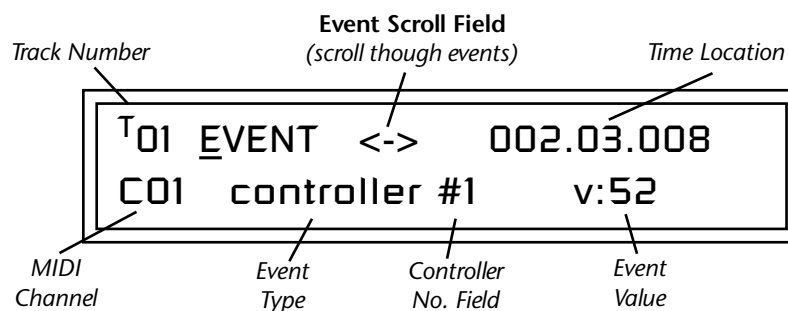 Event Scroll Field
Track Number (scroll though events) Time Location
T01 EVENT <-> 002.03.008
C01 controller #1 v:52
MIDI Event Controller Event
Channel Type No. Field Value